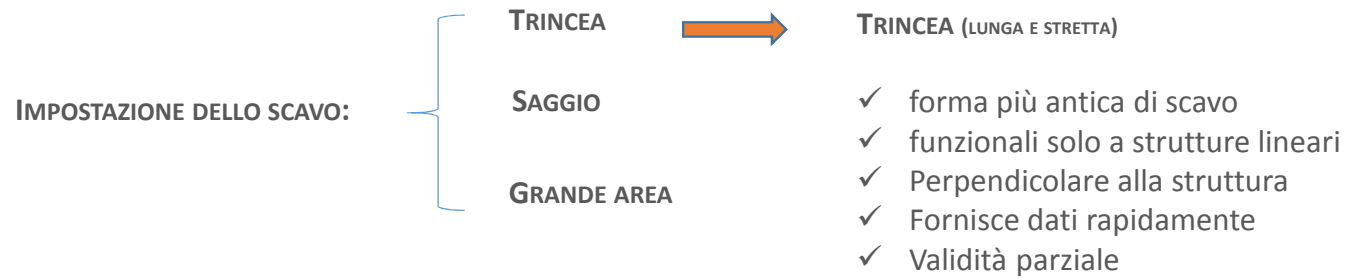 IMPOSTAZIONE DELLO SCAVO:
TRINCEA
SAGGIO
GRANDE AREA
TRINCEA (LUNGA E STRETTA)
✓ forma più antica di scavo
✓ funzionali solo a strutture lineari
✓ Perpendicolare alla struttura
✓ Fornisce dati rapidamente
✓ Validità parziale